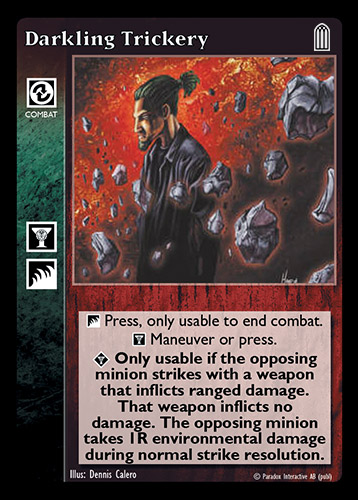 Darkling Trickery
COMBAT
Press, only usable to end combat.
Maneuver or press.
Only usable if the opposing
minion strikes with a weapon
that inflicts ranged damage.
That weapon inflicts no
damage. The opposing minion
takes 1R environmental damage
during normal strike resolution.
Illus: Dennis Calero
© Paradox Interactive AB (publ)